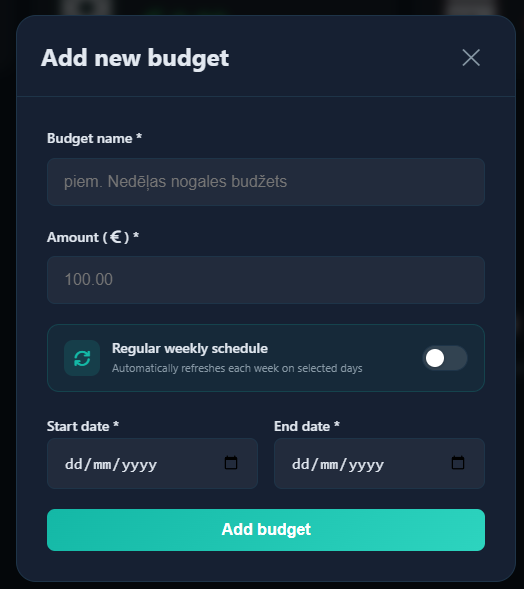 Add new budget
Budget name *
piem. Nedēļas nogales budžets
Amount (€) *
100.00
Regular weekly schedule
Automatically refreshes each week on selected days
Start date * End date *
dd/mm/yyyy dd/mm/yyyy
Add budget